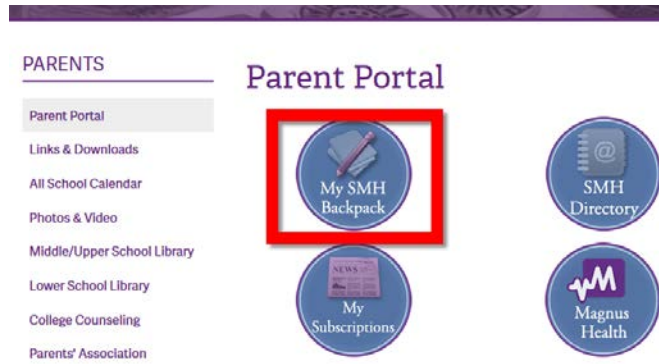 PARENTS
Parent Portal
Links & Downloads
All School Calendar
Photos & Video
Middle/Upper School Library
Lower School Library
College Counseling
Parents' Association
Parent Portal
My SMH
Backpack
@
SMH
Directory
NEWS
My
Subscriptions
M
Magnus
Health